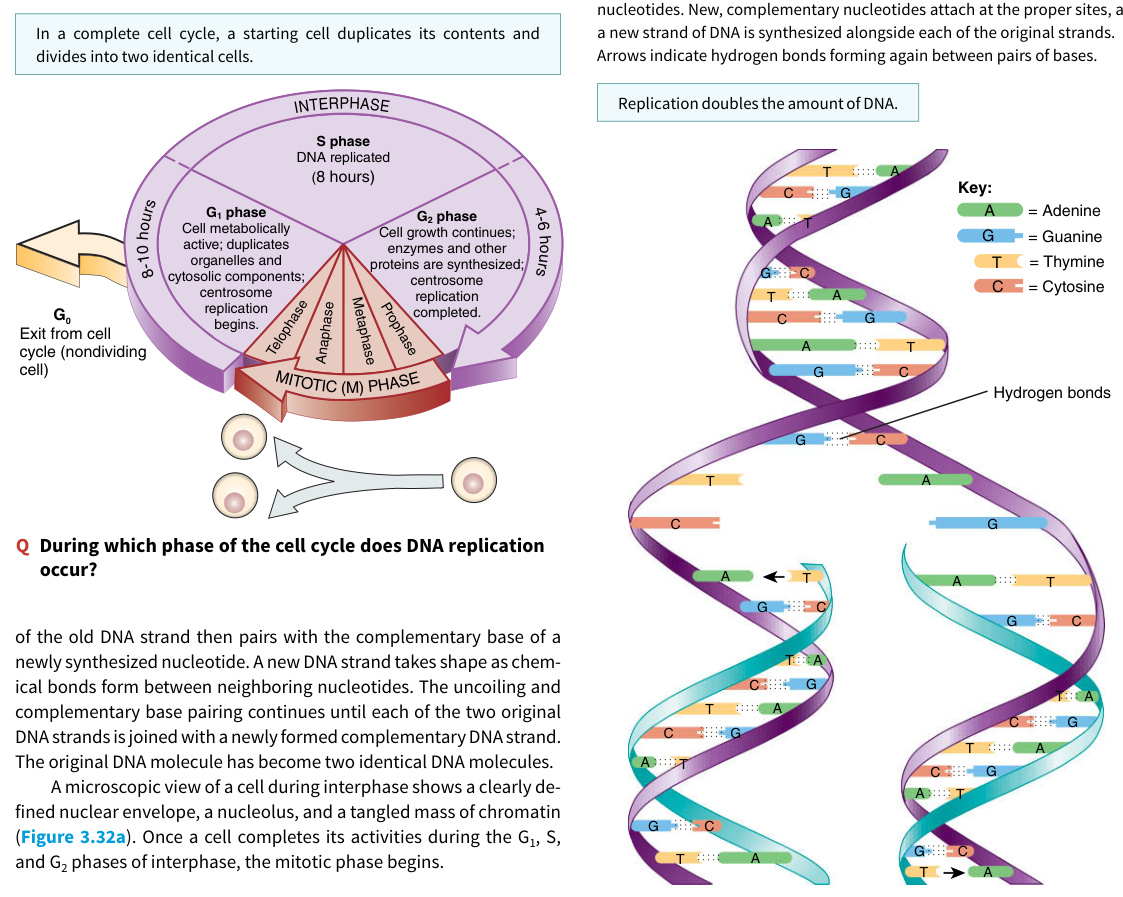 In a complete cell cycle, a starting cell duplicates its contents and
divides into two identical cells.
INTERPHASE
S phase
DNA replicated
(8 hours)
8-10 hours
G₁ phase
Cell metabolically
active; duplicates
organelles and
cytosolic components;
centrosome
replication
begins.
G₂ phase
Cell growth continues;
enzymes and other
proteins are synthesized;
centrosome
replication
completed.
4-6 hours
G₀
Exit from cell
cycle (nondividing
cell)
Telophase
Anaphase
Metaphase
Prophase
MITOTIC (M) PHASE
Q During which phase of the cell cycle does DNA replication
occur?
of the old DNA strand then pairs with the complementary base of a
newly synthesized nucleotide. A new DNA strand takes shape as chem-
ical bonds form between neighboring nucleotides. The uncoiling and
complementary base pairing continues until each of the two original
DNA strands is joined with a newly formed complementary DNA strand.
The original DNA molecule has become two identical DNA molecules.
A microscopic view of a cell during interphase shows a clearly de-
fined nuclear envelope, a nucleolus, and a tangled mass of chromatin
(Figure 3.32a). Once a cell completes its activities during the G₁, S,
and G₂ phases of interphase, the mitotic phase begins.
nucleotides. New, complementary nucleotides attach at the proper sites, a
a new strand of DNA is synthesized alongside each of the original strands.
Arrows indicate hydrogen bonds forming again between pairs of bases.
Replication doubles the amount of DNA.
Key:
A = Adenine
G = Guanine
T = Thymine
C = Cytosine
T A
C G
A T
G C
T A
C G
A T
G C
Hydrogen bonds
G C
T A
C G
A T
G C
T A
C G
T A
C G
A T
G C
T A
A T
G C
T A
C G
T A
C G
A T
G C
T A